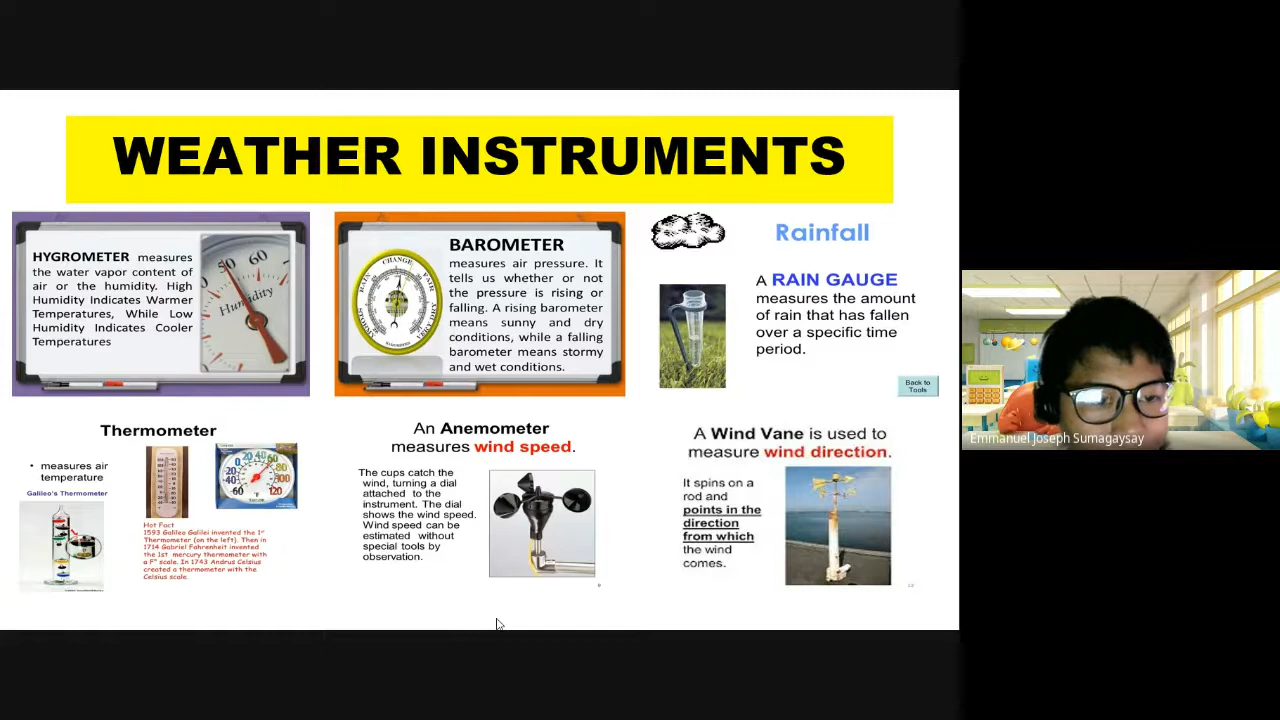 WEATHER INSTRUMENTS
HYGROMETER measures
the water vapor content of
air or the humidity. High
Humidity Indicates Warmer
Temperatures, While Low
Humidity Indicates Cooler
Temperatures
50 60
Humidity
BAROMETER
measures air pressure. It
tells us whether or not
the pressure is rising or
falling. A rising barometer
means sunny and dry
conditions, while a falling
barometer means stormy
and wet conditions.
RAIN
CHANGE
FAIR
Rainfall
A RAIN GAUGE
measures the amount
of rain that has fallen
over a specific time
period.
Back to
Tools
Thermometer
• measures air
temperature
Galileo's Thermometer
Hot Fact
1593 Galileo Galilei invented the 1st
Thermometer (on the left). Then in
1714 Gabriel Fahrenheit invented
the 1st mercury thermometer with
a F° scale. In 1743 Andrus Celsius
created a thermometer with the
Celsius scale.
An Anemometer
measures wind speed.
The cups catch the
wind, turning a dial
attached to the
instrument. The dial
shows the wind speed.
Wind speed can be
estimated without
special tools by
observation.
9
A Wind Vane is used to
measure wind direction.
It spins on a
rod and
points in the
direction
from which
the wind
comes.
Emmanuel Joseph Sumagaysay